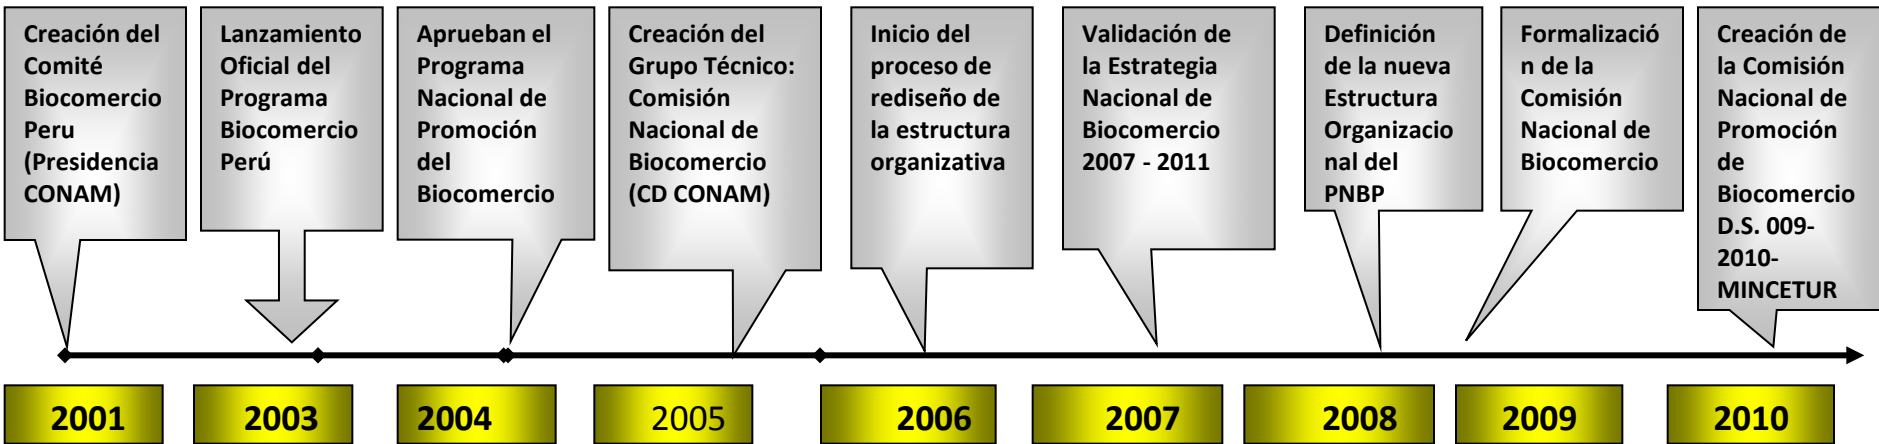 Creación del
Comité
Biocomercio
Peru
(Presidencia
CONAM)
Lanzamiento
Oficial del
Programa
Biocomercio
Perú
Aprueban el
Programa
Nacional de
Promoción
del
Biocomercio
Creación del
Grupo Técnico:
Comisión
Nacional de
Biocomercio
(CD CONAM)
Inicio del
proceso de
rediseño de
la estructura
organizativa
Validación de
la Estrategia
Nacional de
Biocomercio
2007 - 2011
Definición
de la nueva
Estructura
Organizacio
nal del
PNBP
Formalizació
n de la
Comisión
Nacional de
Biocomercio
Creación de
la Comisión
Nacional de
Promoción
de
Biocomercio
D.S. 009-
2010-
MINCETUR
2001
2003
2004
2005
2006
2007
2008
2009
2010